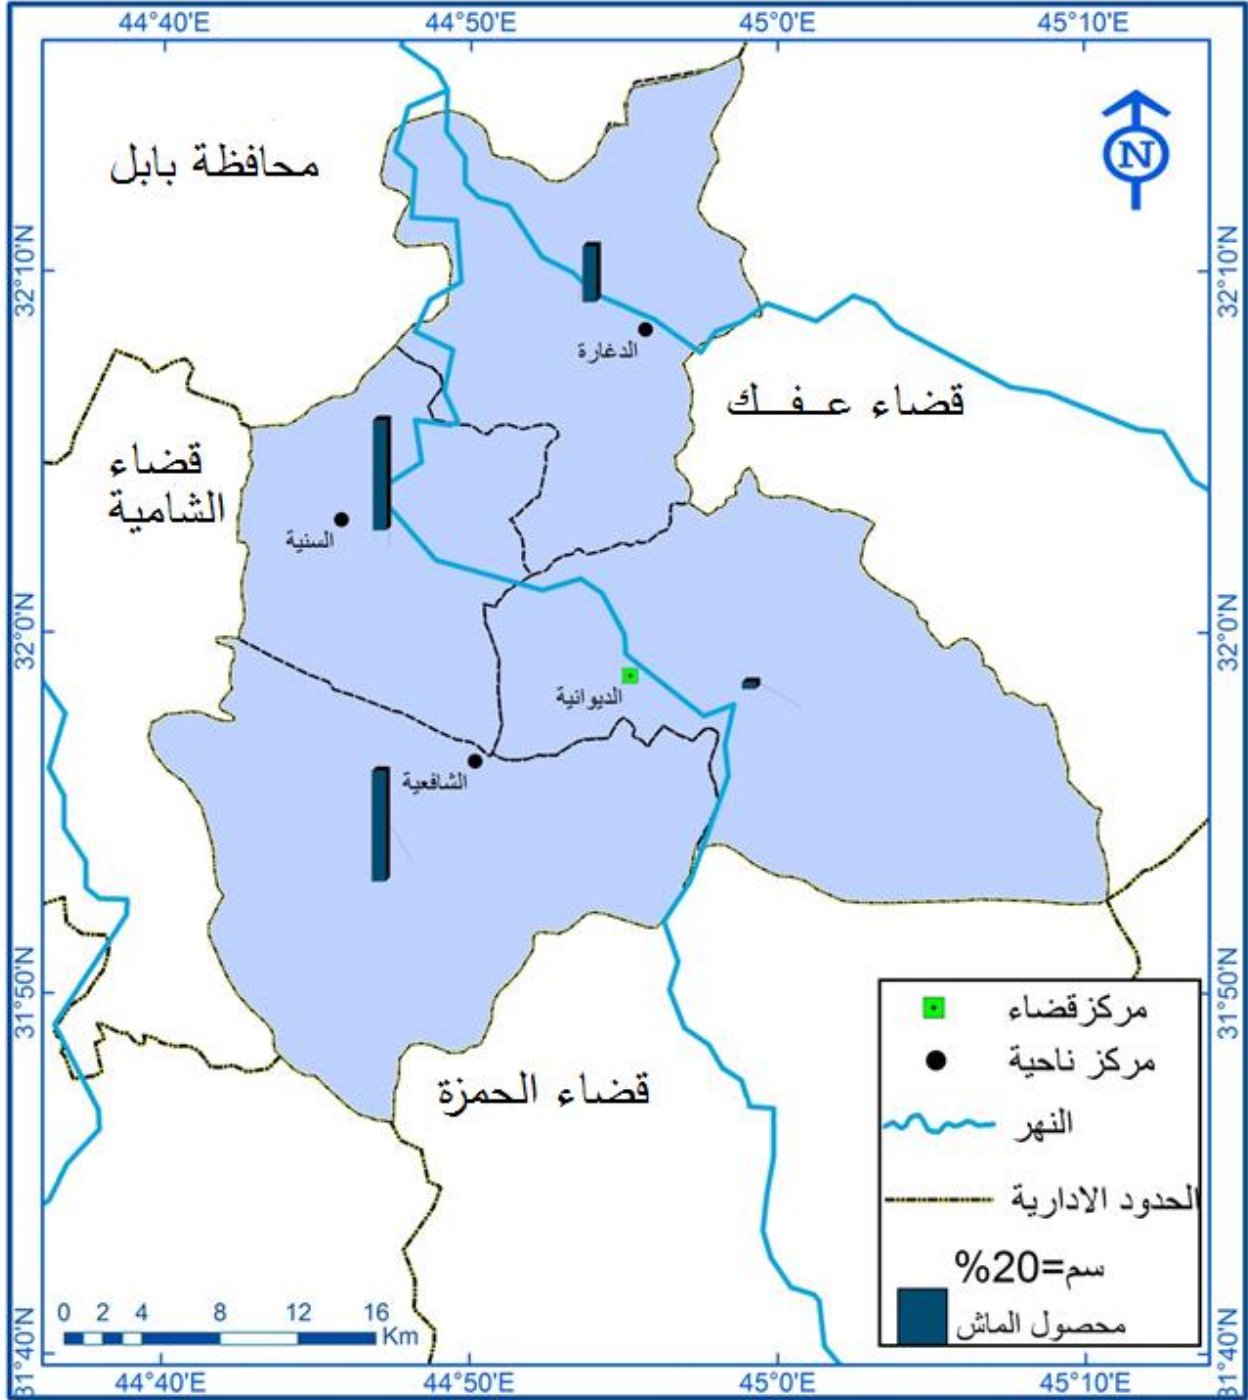 44°40'E 44°50'E 45°0'E 45°10'E
N
محافظة بابل
32°10'N 32°10'N
الدغارة
قضاء عــفــك
قضاء
الشامية
السنية
32°0'N 32°0'N
الديوانية
الشافعية
31°50'N 31°50'N
مركزقضاء
مركز ناحية
قضاء الحمزة
النهر
الحدود الادارية
سم=20%
محصول الماش
0 2 4 8 12 16
Km
31°40'N 31°40'N
44°40'E 44°50'E 45°0'E 45°10'E